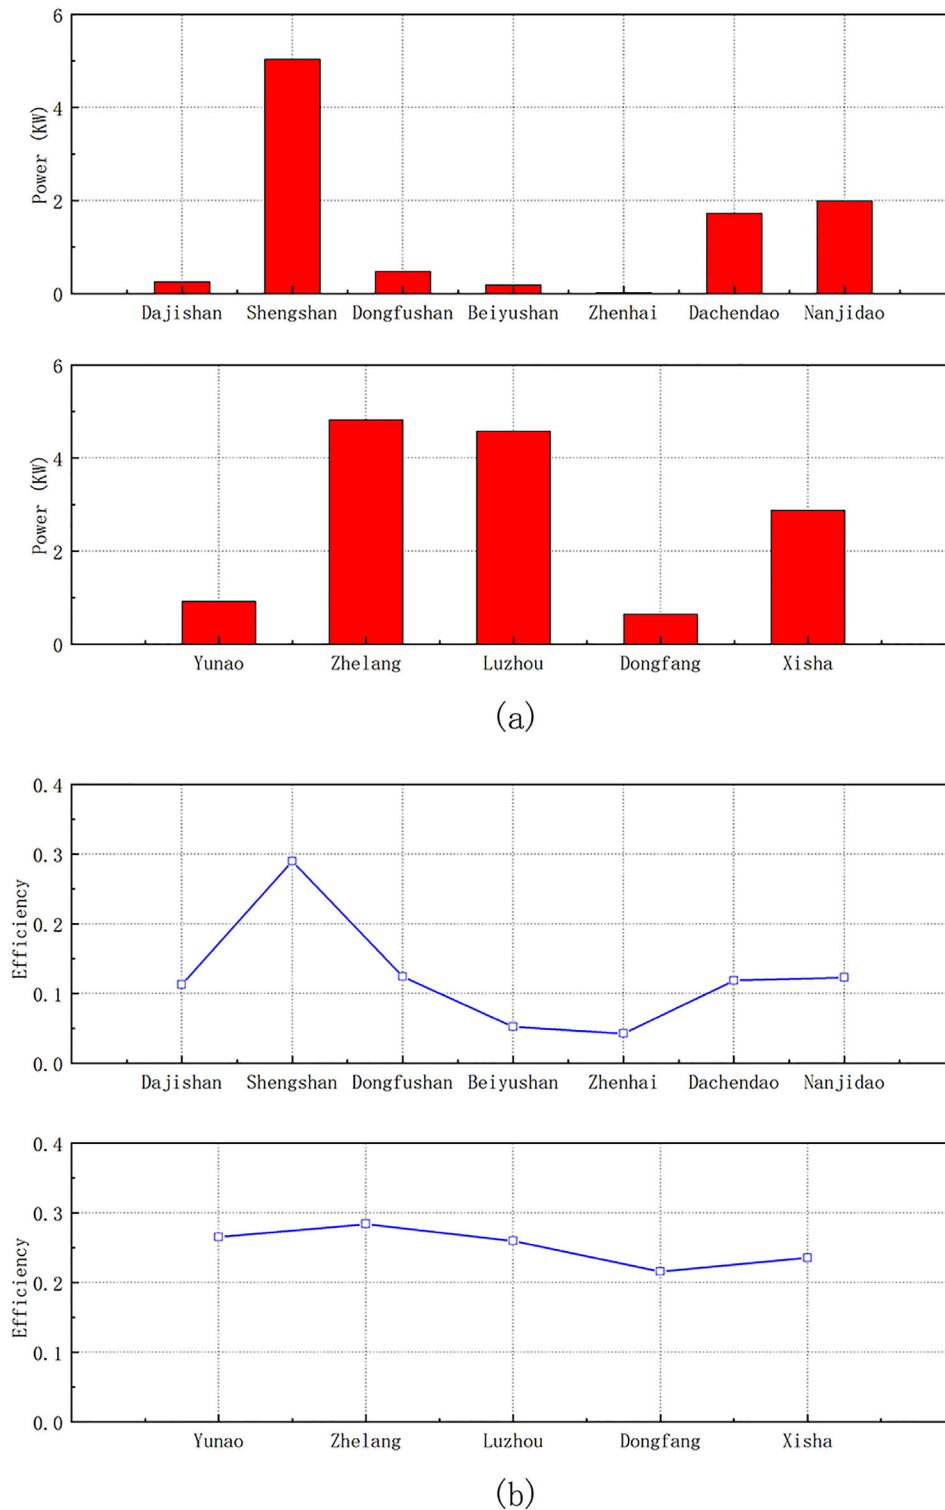 6
4
2
0
Power (KW)
Dajishan Shengshan Dongfushan Beiyushan Zhenhai Dachendao Nanjidao
6
4
2
0
Power (KW)
Yunao Zhelang Luzhou Dongfang Xisha
(a)
0.4
0.3
0.2
0.1
0.0
Efficiency
Dajishan Shengshan Dongfushan Beiyushan Zhenhai Dachendao Nanjidao
0.4
0.3
0.2
0.1
0.0
Efficiency
Yunao Zhelang Luzhou Dongfang Xisha
(b)